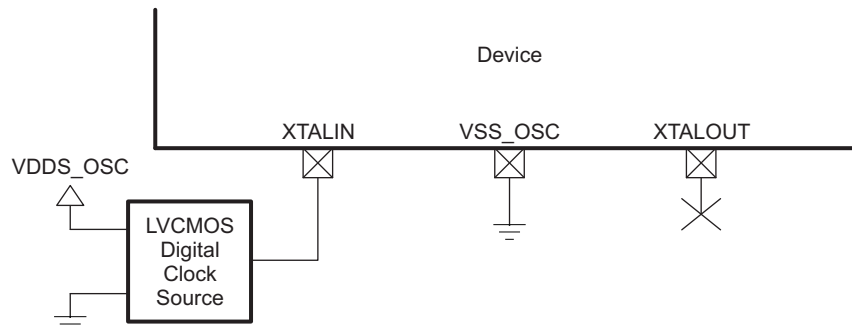 Device
XTALIN
VSS_OSC
XTALOUT
VDDS_OSC
LVCMOS
Digital
Clock
Source